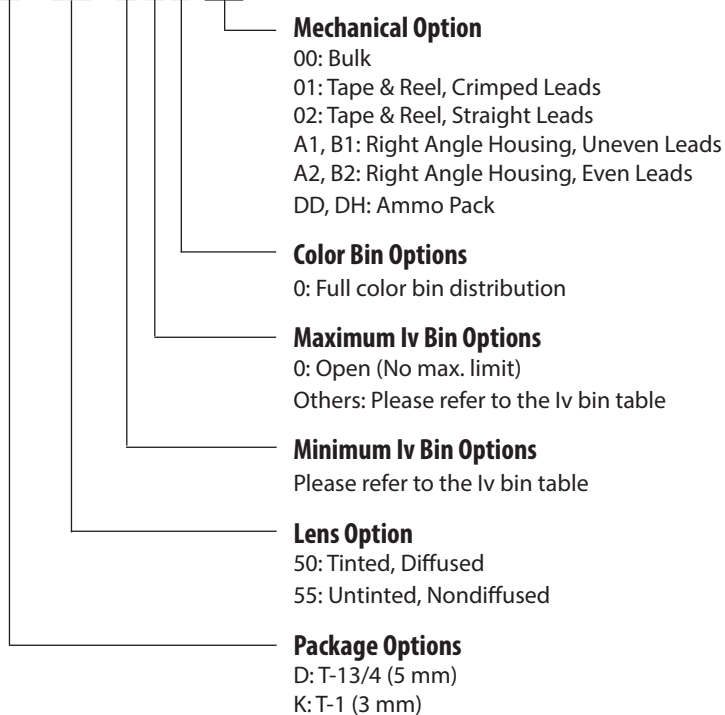 Mechanical Option
00: Bulk
01: Tape & Reel, Crimped Leads
02: Tape & Reel, Straight Leads
A1, B1: Right Angle Housing, Uneven Leads
A2, B2: Right Angle Housing, Even Leads
DD, DH: Ammo Pack
Color Bin Options
0: Full color bin distribution
Maximum Iv Bin Options
0: Open (No max. limit)
Others: Please refer to the Iv bin table
Minimum Iv Bin Options
Please refer to the Iv bin table
Lens Option
50: Tinted, Diffused
55: Untinted, Nondiffused
Package Options
D: T-13/4 (5 mm)
K: T-1 (3 mm)